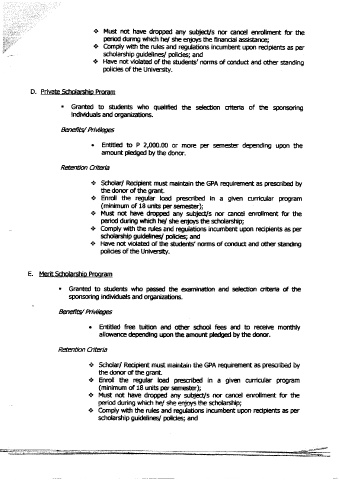 ❖ Must not have dropped any subject/s nor cancel enrollment for the
period during which he/ she enjoys the financial assistance;
❖ Comply with the rules and regulations incumbent upon recipients as per
scholarship guidelines/ policies; and
❖ Have not violated of the students' norms of conduct and other standing
policies of the University.
D. Private Scholarship Proram
• Granted to students who qualified the selection criteria of the sponsoring
individuals and organizations.
Benefits/ Privileges
• Entitled to P 2,000.00 or more per semester depending upon the
amount pledged by the donor.
Retention Criteria
❖ Scholar/ Recipient must maintain the GPA requirement as prescribed by
the donor of the grant.
❖ Enroll the regular load prescribed in a given curricular program
(minimum of 18 units per semester);
❖ Must not have dropped any subject/s nor cancel enrollment for the
period during which he/ she enjoys the scholarship;
❖ Comply with the rules and regulations incumbent upon recipients as per
scholarship guidelines/ policies; and
❖ Have not violated of the students' norms of conduct and other standing
policies of the University.
E. Merit Scholarship Program
• Granted to students who passed the examination and selection criteria of the
sponsoring individuals and organizations.
Benefits/ Privileges
• Entitled free tuition and other school fees and to receive monthly
allowance depending upon the amount pledged by the donor.
Retention Criteria
❖ Scholar/ Recipient must maintain the GPA requirement as prescribed by
the donor of the grant.
❖ Enroll the regular load prescribed in a given curricular program
(minimum of 18 units per semester);
❖ Must not have dropped any subject/s nor cancel enrollment for the
period during which he/ she enjoys the scholarship;
❖ Comply with the rules and regulations incumbent upon recipients as per
scholarship guidelines/ policies; and